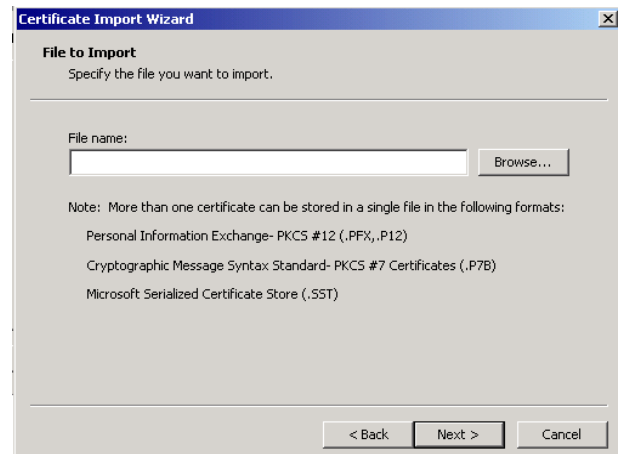 Certificate Import Wizard
File to Import
Specify the file you want to import.
File name:
Browse...
Note: More than one certificate can be stored in a single file in the following formats:
Personal Information Exchange- PKCS #12 (.PFX,.P12)
Cryptographic Message Syntax Standard- PKCS #7 Certificates (.P7B)
Microsoft Serialized Certificate Store (.SST)
< Back Next > Cancel